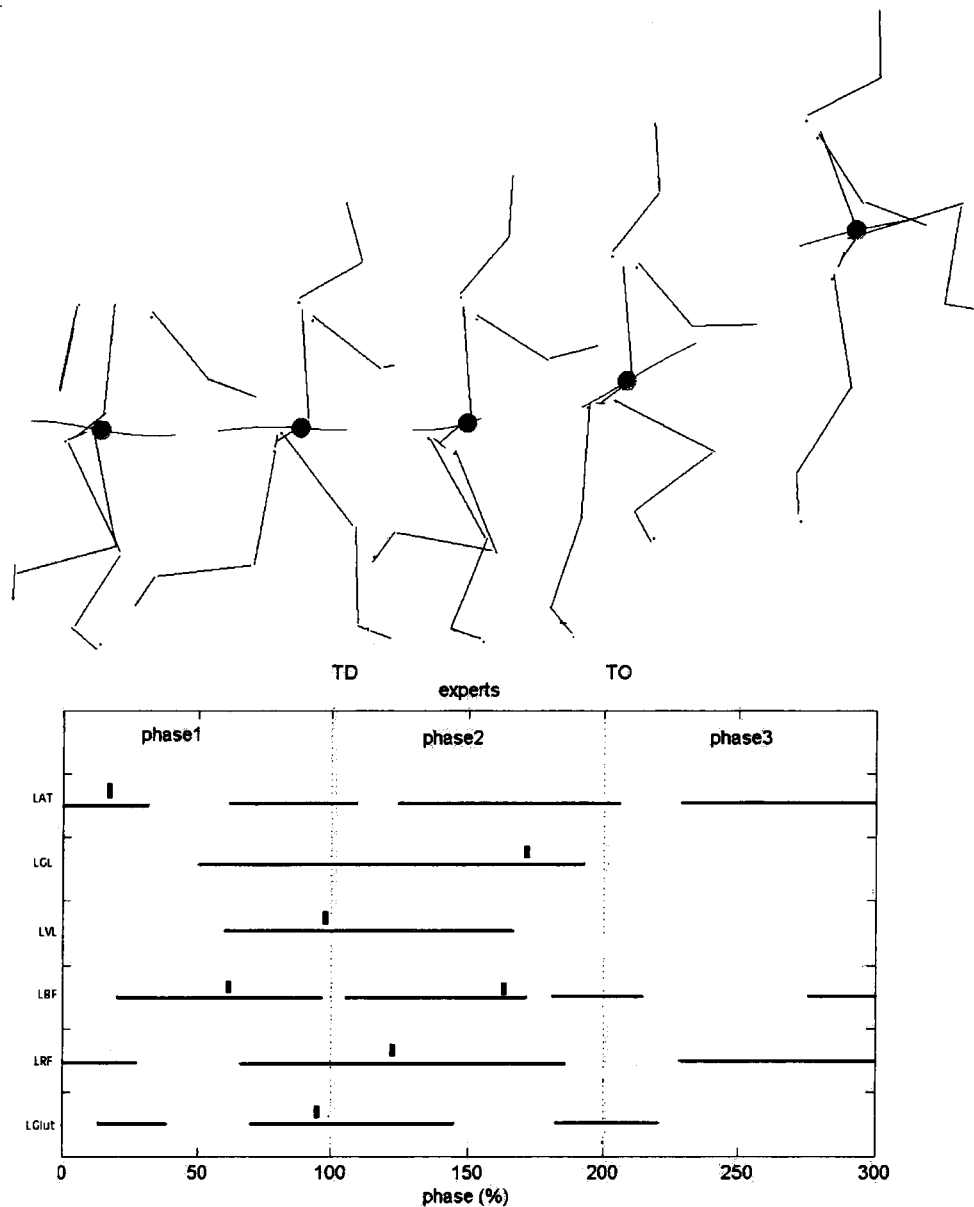 TD TO
experts
phase1 phase2 phase3
LAT
LGL
LVL
LBF
LRF
LGlut
0 50 100 150 200 250 300
phase (%)